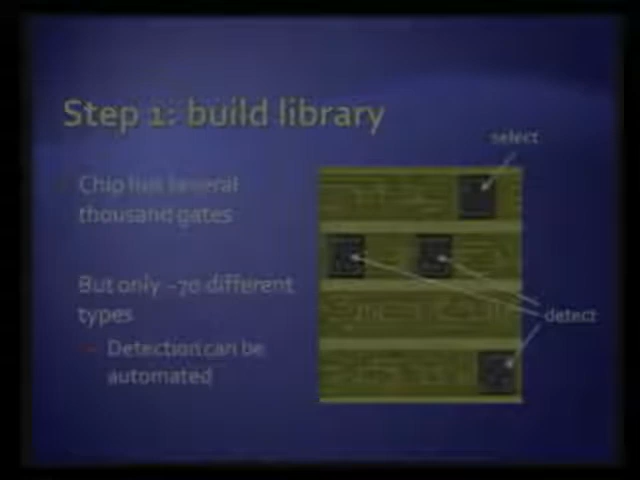 Step 1: build library
select
Chip has several
thousand gates
But only ~70 different
types
detect
Detection can be
automated